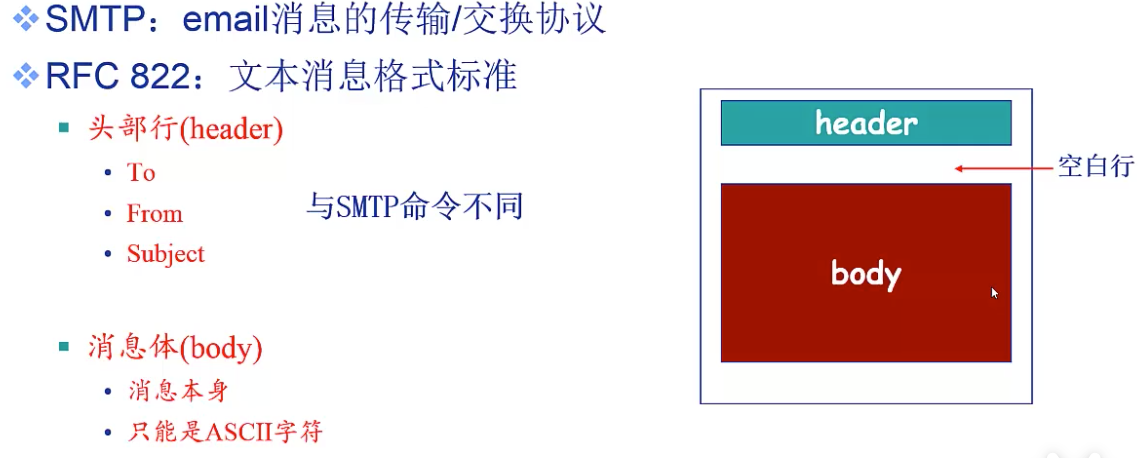 SMTP：email消息的传输/交换协议
RFC 822：文本消息格式标准
头部行(header)
To
From
Subject
与SMTP命令不同
消息体(body)
消息本身
只能是ASCII字符
header
空白行
body